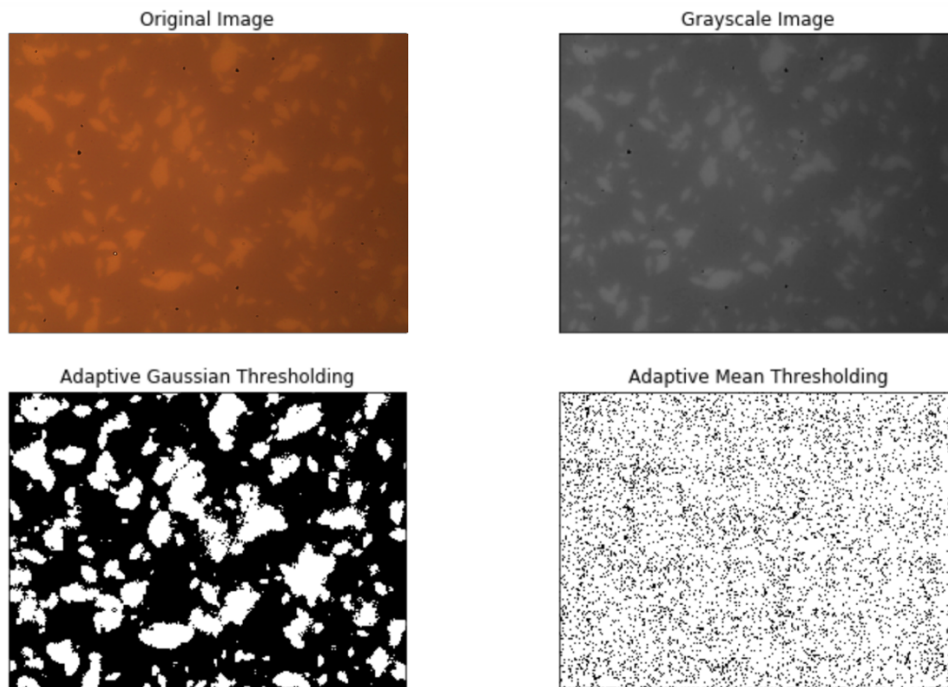 Original Image
Grayscale Image
Adaptive Gaussian Thresholding
Adaptive Mean Thresholding